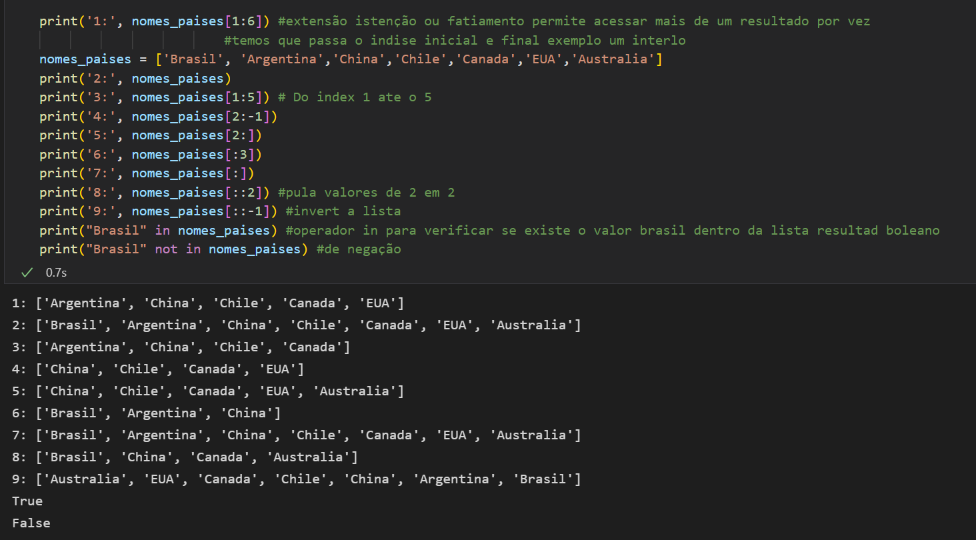 print('1:', nomes_paises[1:6]) #extensão istenção ou fatiamento permite acessar mais de um resultado por vez
#temos que passa o indise inicial e final exemplo um interlo
nomes_paises = ['Brasil', 'Argentina','China','Chile','Canada','EUA','Australia']
print('2:', nomes_paises)
print('3:', nomes_paises[1:5]) # Do index 1 ate o 5
print('4:', nomes_paises[2:-1])
print('5:', nomes_paises[2:])
print('6:', nomes_paises[:3])
print('7:', nomes_paises[:])
print('8:', nomes_paises[::2]) #pula valores de 2 em 2
print('9:', nomes_paises[::-1]) #invert a lista
print("Brasil" in nomes_paises) #operador in para verificar se existe o valor brasil dentro da lista resultad boleano
print("Brasil" not in nomes_paises) #de negação
✓ 0.7s
1: ['Argentina', 'China', 'Chile', 'Canada', 'EUA']
2: ['Brasil', 'Argentina', 'China', 'Chile', 'Canada', 'EUA', 'Australia']
3: ['Argentina', 'China', 'Chile', 'Canada']
4: ['China', 'Chile', 'Canada', 'EUA']
5: ['China', 'Chile', 'Canada', 'EUA', 'Australia']
6: ['Brasil', 'Argentina', 'China']
7: ['Brasil', 'Argentina', 'China', 'Chile', 'Canada', 'EUA', 'Australia']
8: ['Brasil', 'China', 'Canada', 'Australia']
9: ['Australia', 'EUA', 'Canada', 'Chile', 'China', 'Argentina', 'Brasil']
True
False